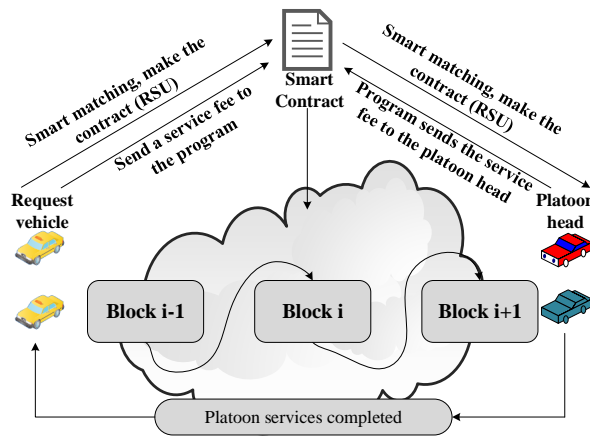 Smart matching, make the
contract (RSU)
Send a service fee to
the program
Smart
Contract
Smart matching, make the
contract (RSU)
Program sends the service
fee to the platoon head
Request
vehicle
Platoon
head
Block i-1
Block i
Block i+1
Platoon services completed